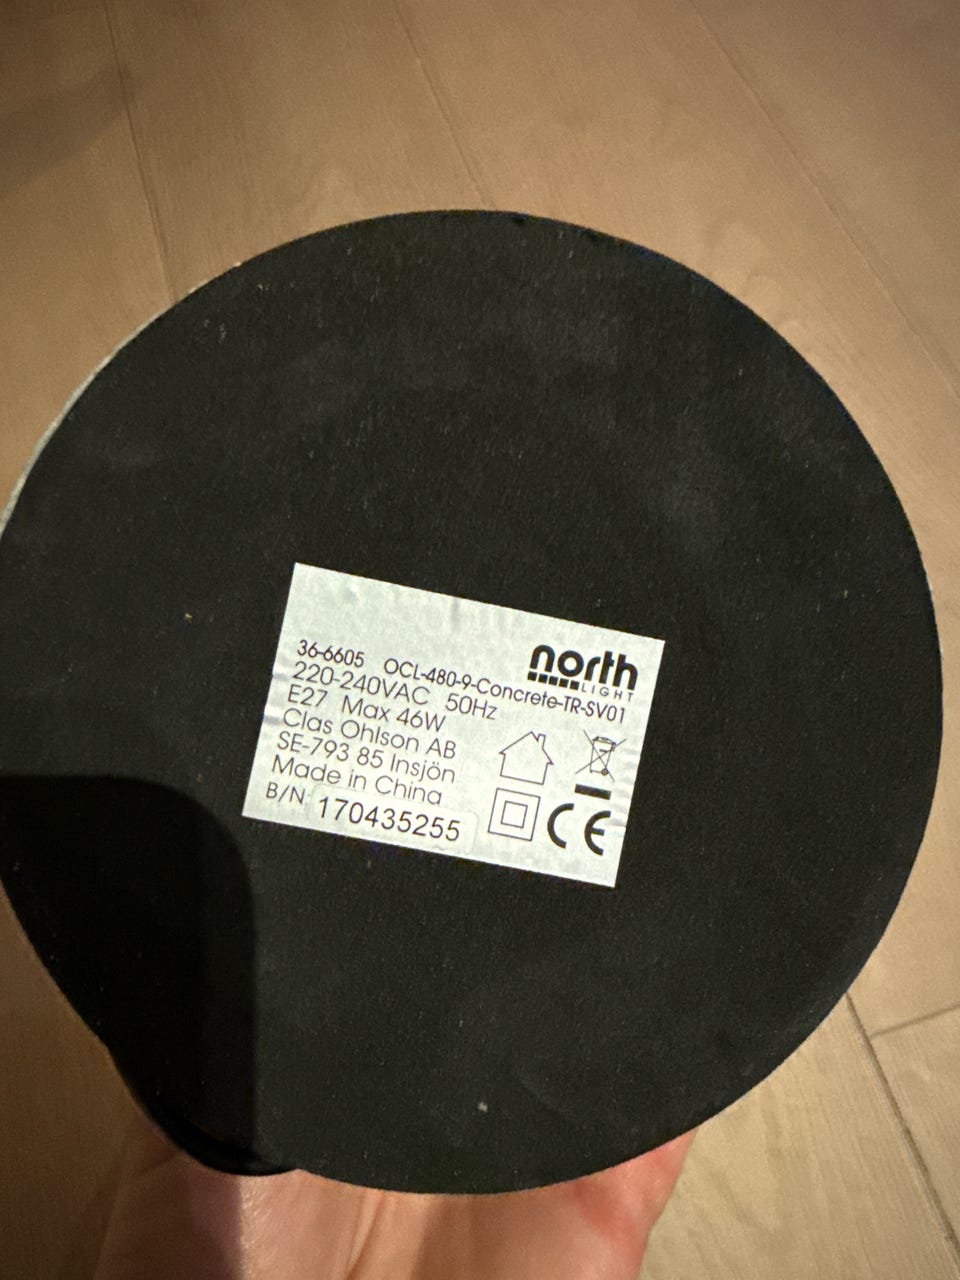 north
LIGHT
36-6605 OCL-480-9-Concrete-TR-SV01
220-240VAC 50Hz
E27 Max 46W
Clas Ohlson AB
SE-793 85 Insjön
Made in China
B/N: 170435255
CE